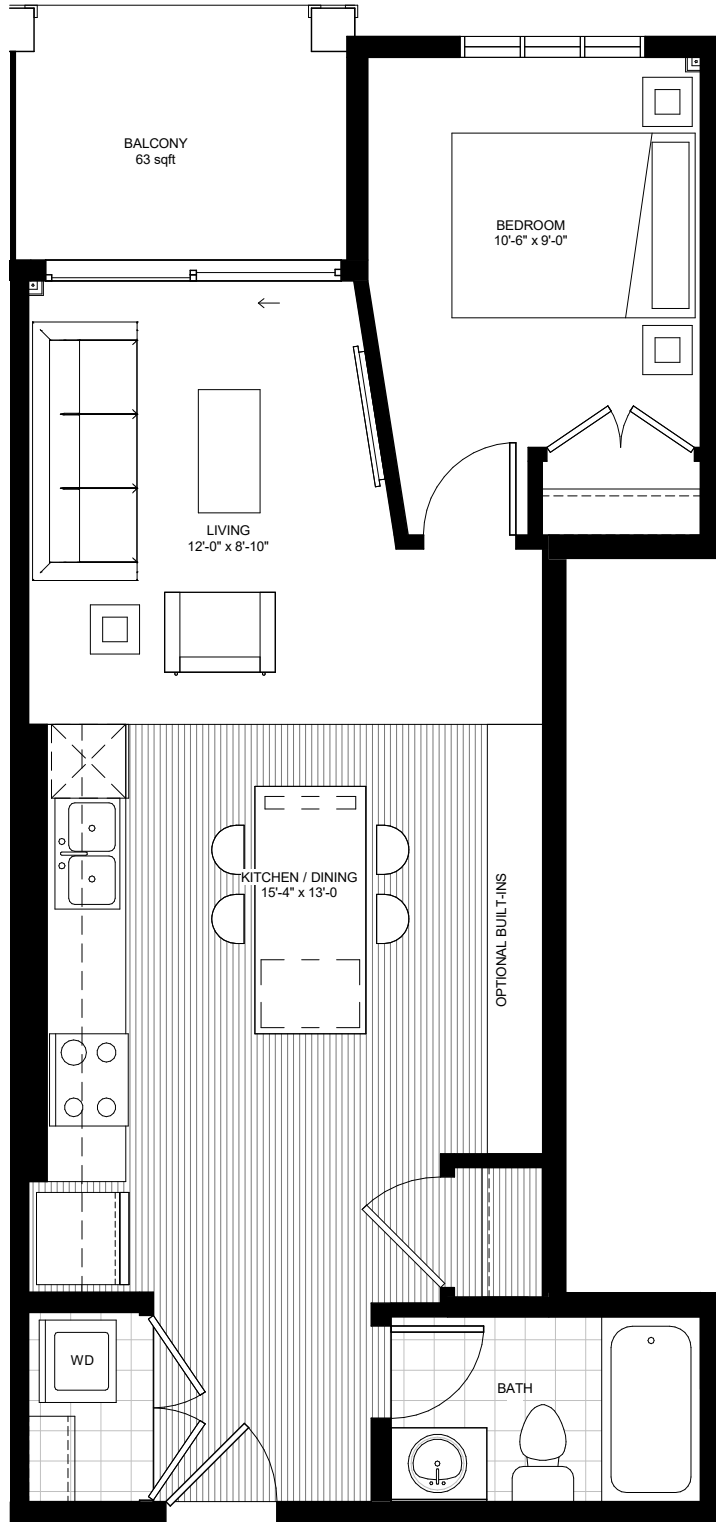 BALCONY
63 sqft
BEDROOM
10'-6" x 9'-0"
LIVING
12'-0" x 8'-10"
KITCHEN / DINING
15'-4" x 13'-0
OPTIONAL BUILT-INS
WD
BATH